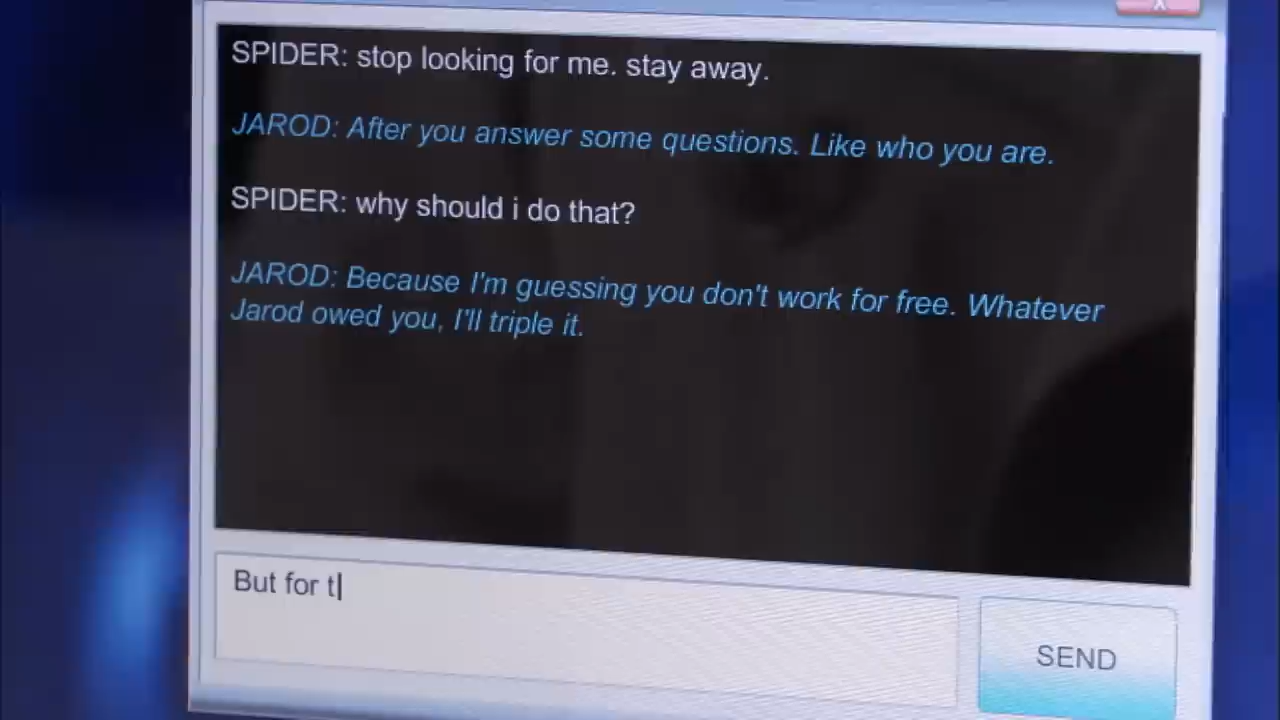 x
SPIDER: stop looking for me. stay away.
JAROD: After you answer some questions. Like who you are.
SPIDER: why should i do that?
JAROD: Because I'm guessing you don't work for free. Whatever
Jarod owed you, I'll triple it.
But for t
SEND